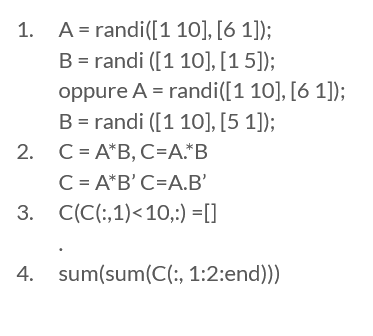 1. A = randi([1 10], [6 1]);
B = randi ([1 10], [1 5]);
oppure A = randi([1 10], [6 1]);
B = randi ([1 10], [5 1]);
2. C = A*B, C=A.*B
C = A*B’ C=A.B’
3. C(C(:,1)<10,:) =[]
.
4. sum(sum(C(:, 1:2:end)))